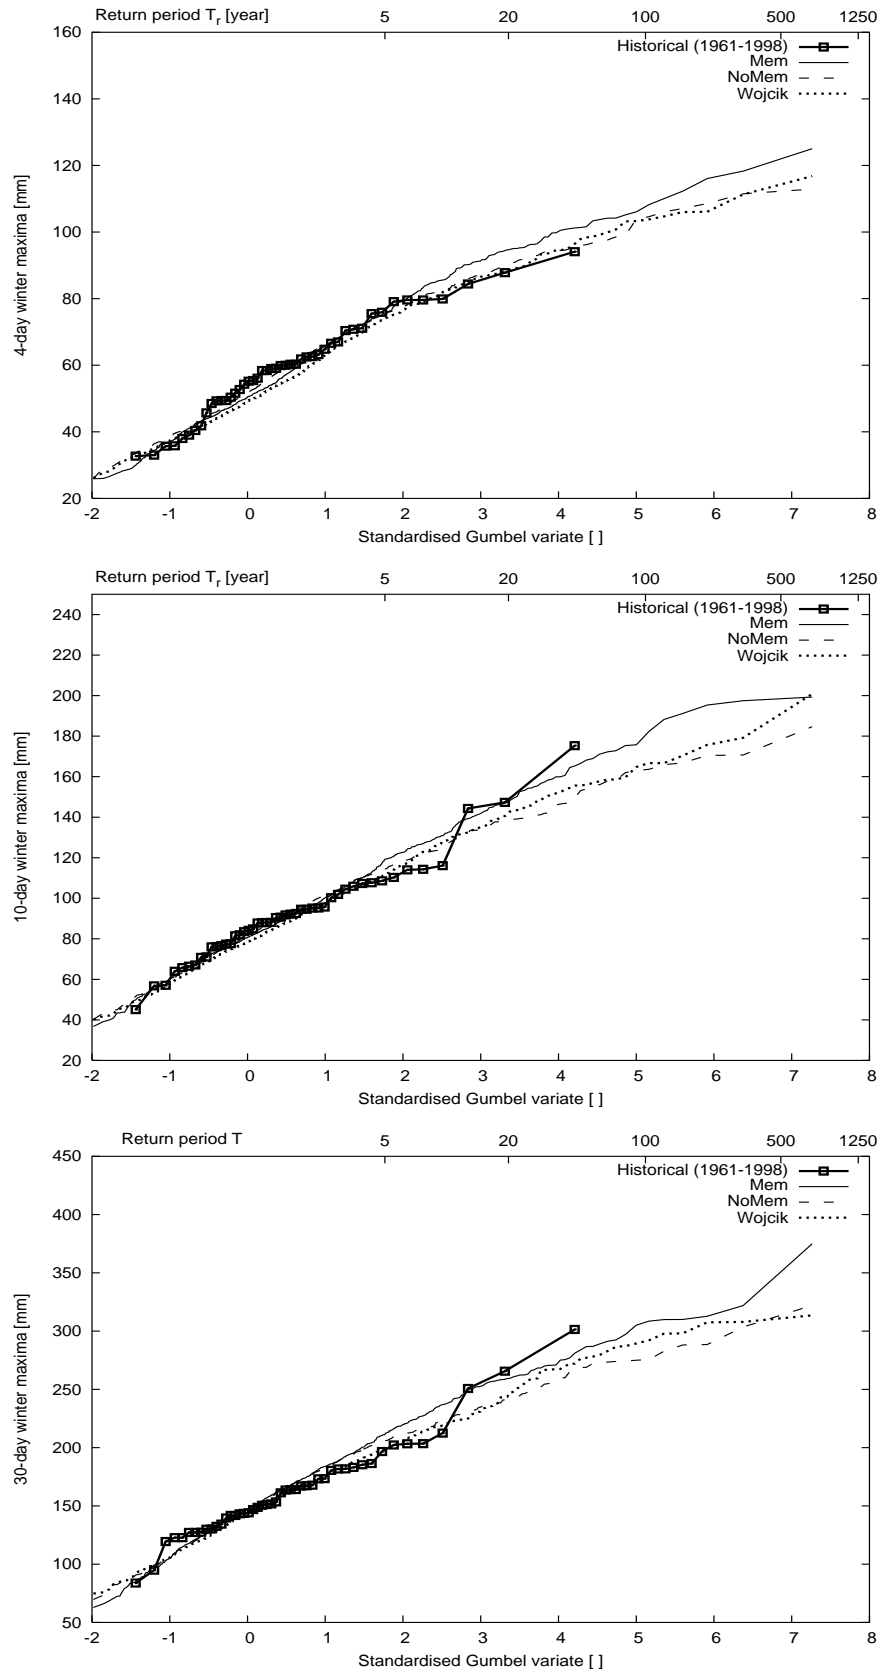 Return period Tr [year] 5 20 100 500 1250
160
Historical (1961-1998)
Mem
NoMem
Wojcik
140
120
100
80
60
40
20
4-day winter maxima [mm]
-2 -1 0 1 2 3 4 5 6 7 8
Standardised Gumbel variate [ ]
Return period Tr [year] 5 20 100 500 1250
Historical (1961-1998)
Mem
NoMem
Wojcik
240
220
200
180
160
140
120
100
80
60
40
20
10-day winter maxima [mm]
-2 -1 0 1 2 3 4 5 6 7 8
Standardised Gumbel variate [ ]
Return period T 5 20 100 500 1250
450
Historical (1961-1998)
Mem
NoMem
Wojcik
400
350
300
250
200
150
100
50
30-day winter maxima [mm]
-2 -1 0 1 2 3 4 5 6 7 8
Standardised Gumbel variate [ ]